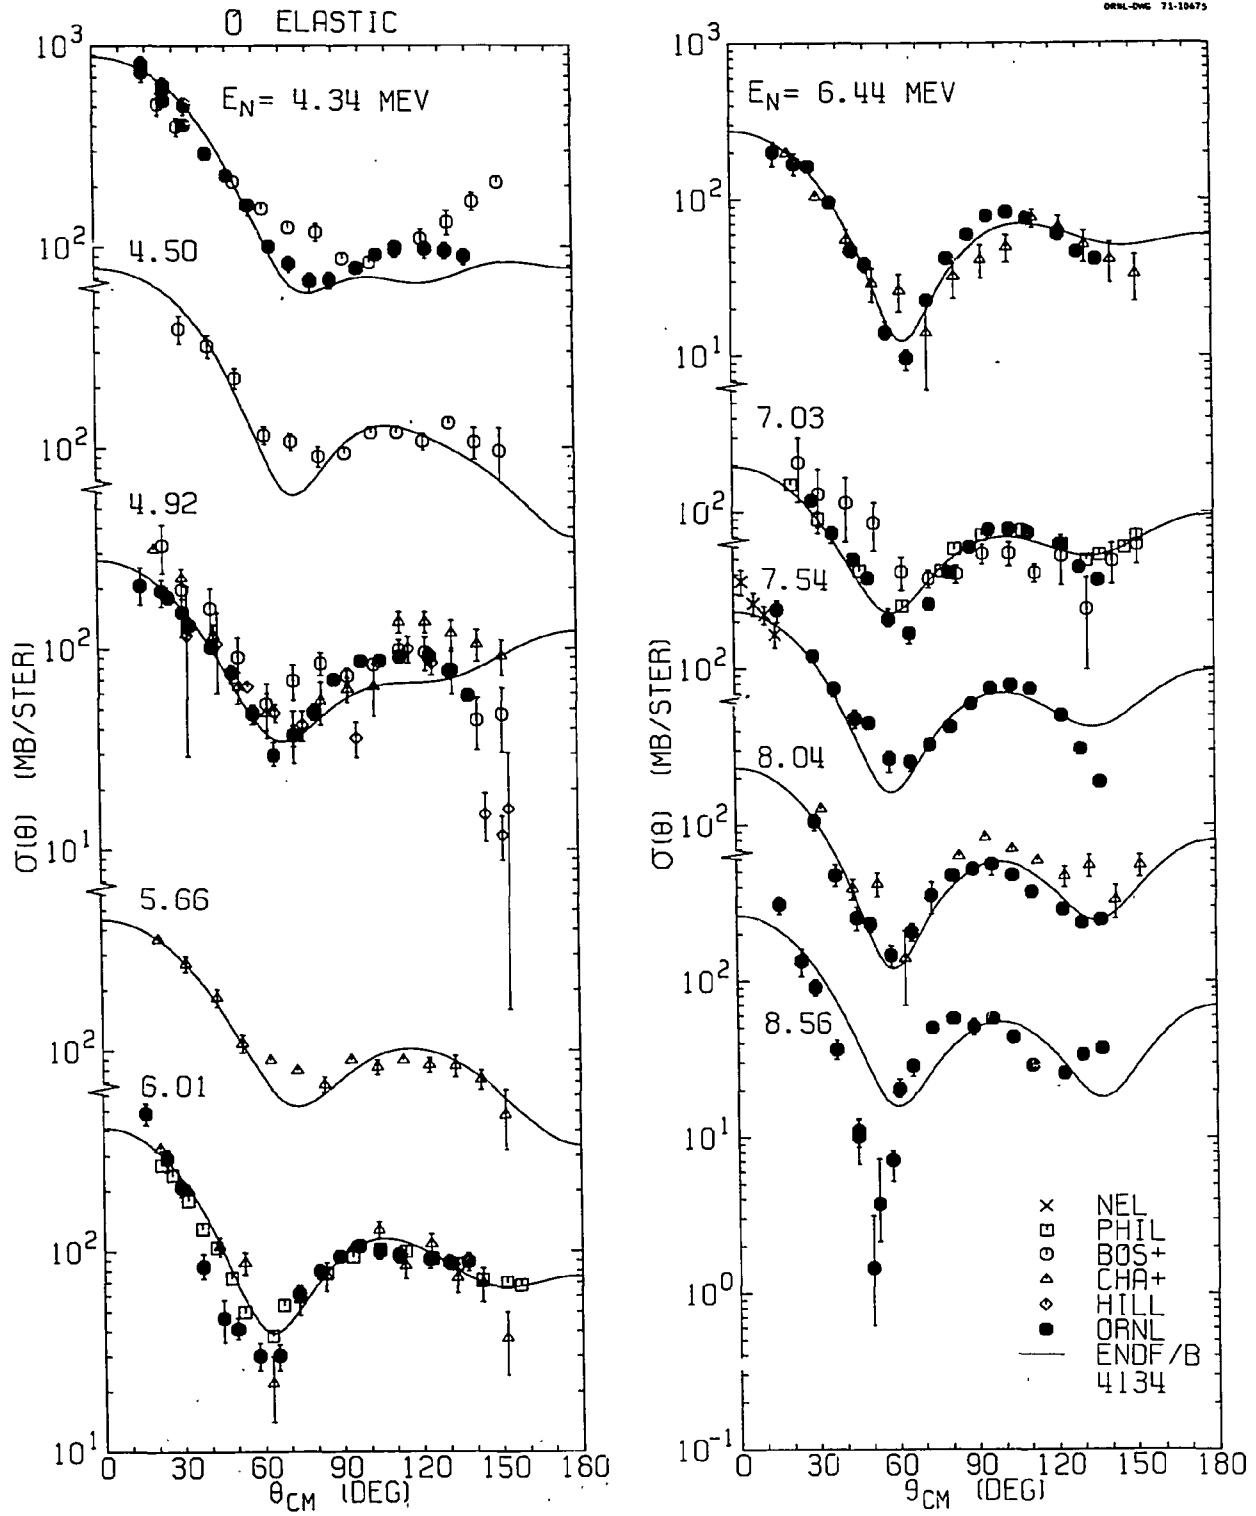 ORNL-DWG 71-10675
O ELASTIC
10³
E_N = 4.34 MEV
10²
4.50
10²
4.92
10²
10¹
5.66
10²
6.01
10²
10¹
σ(θ) (MB/STER)
0 30 60 90 120 150 180
θ_CM (DEG)
10³
E_N = 6.44 MEV
10²
10¹
7.03
10²
7.54
10²
8.04
10²
10²
8.56
10¹
10⁰
10⁻¹
σ(θ) (MB/STER)
NEL
PHIL
BOS+
CHA+
HILL
ORNL
ENDF/B
4134
0 30 60 90 120 150 180
θ_CM (DEG)